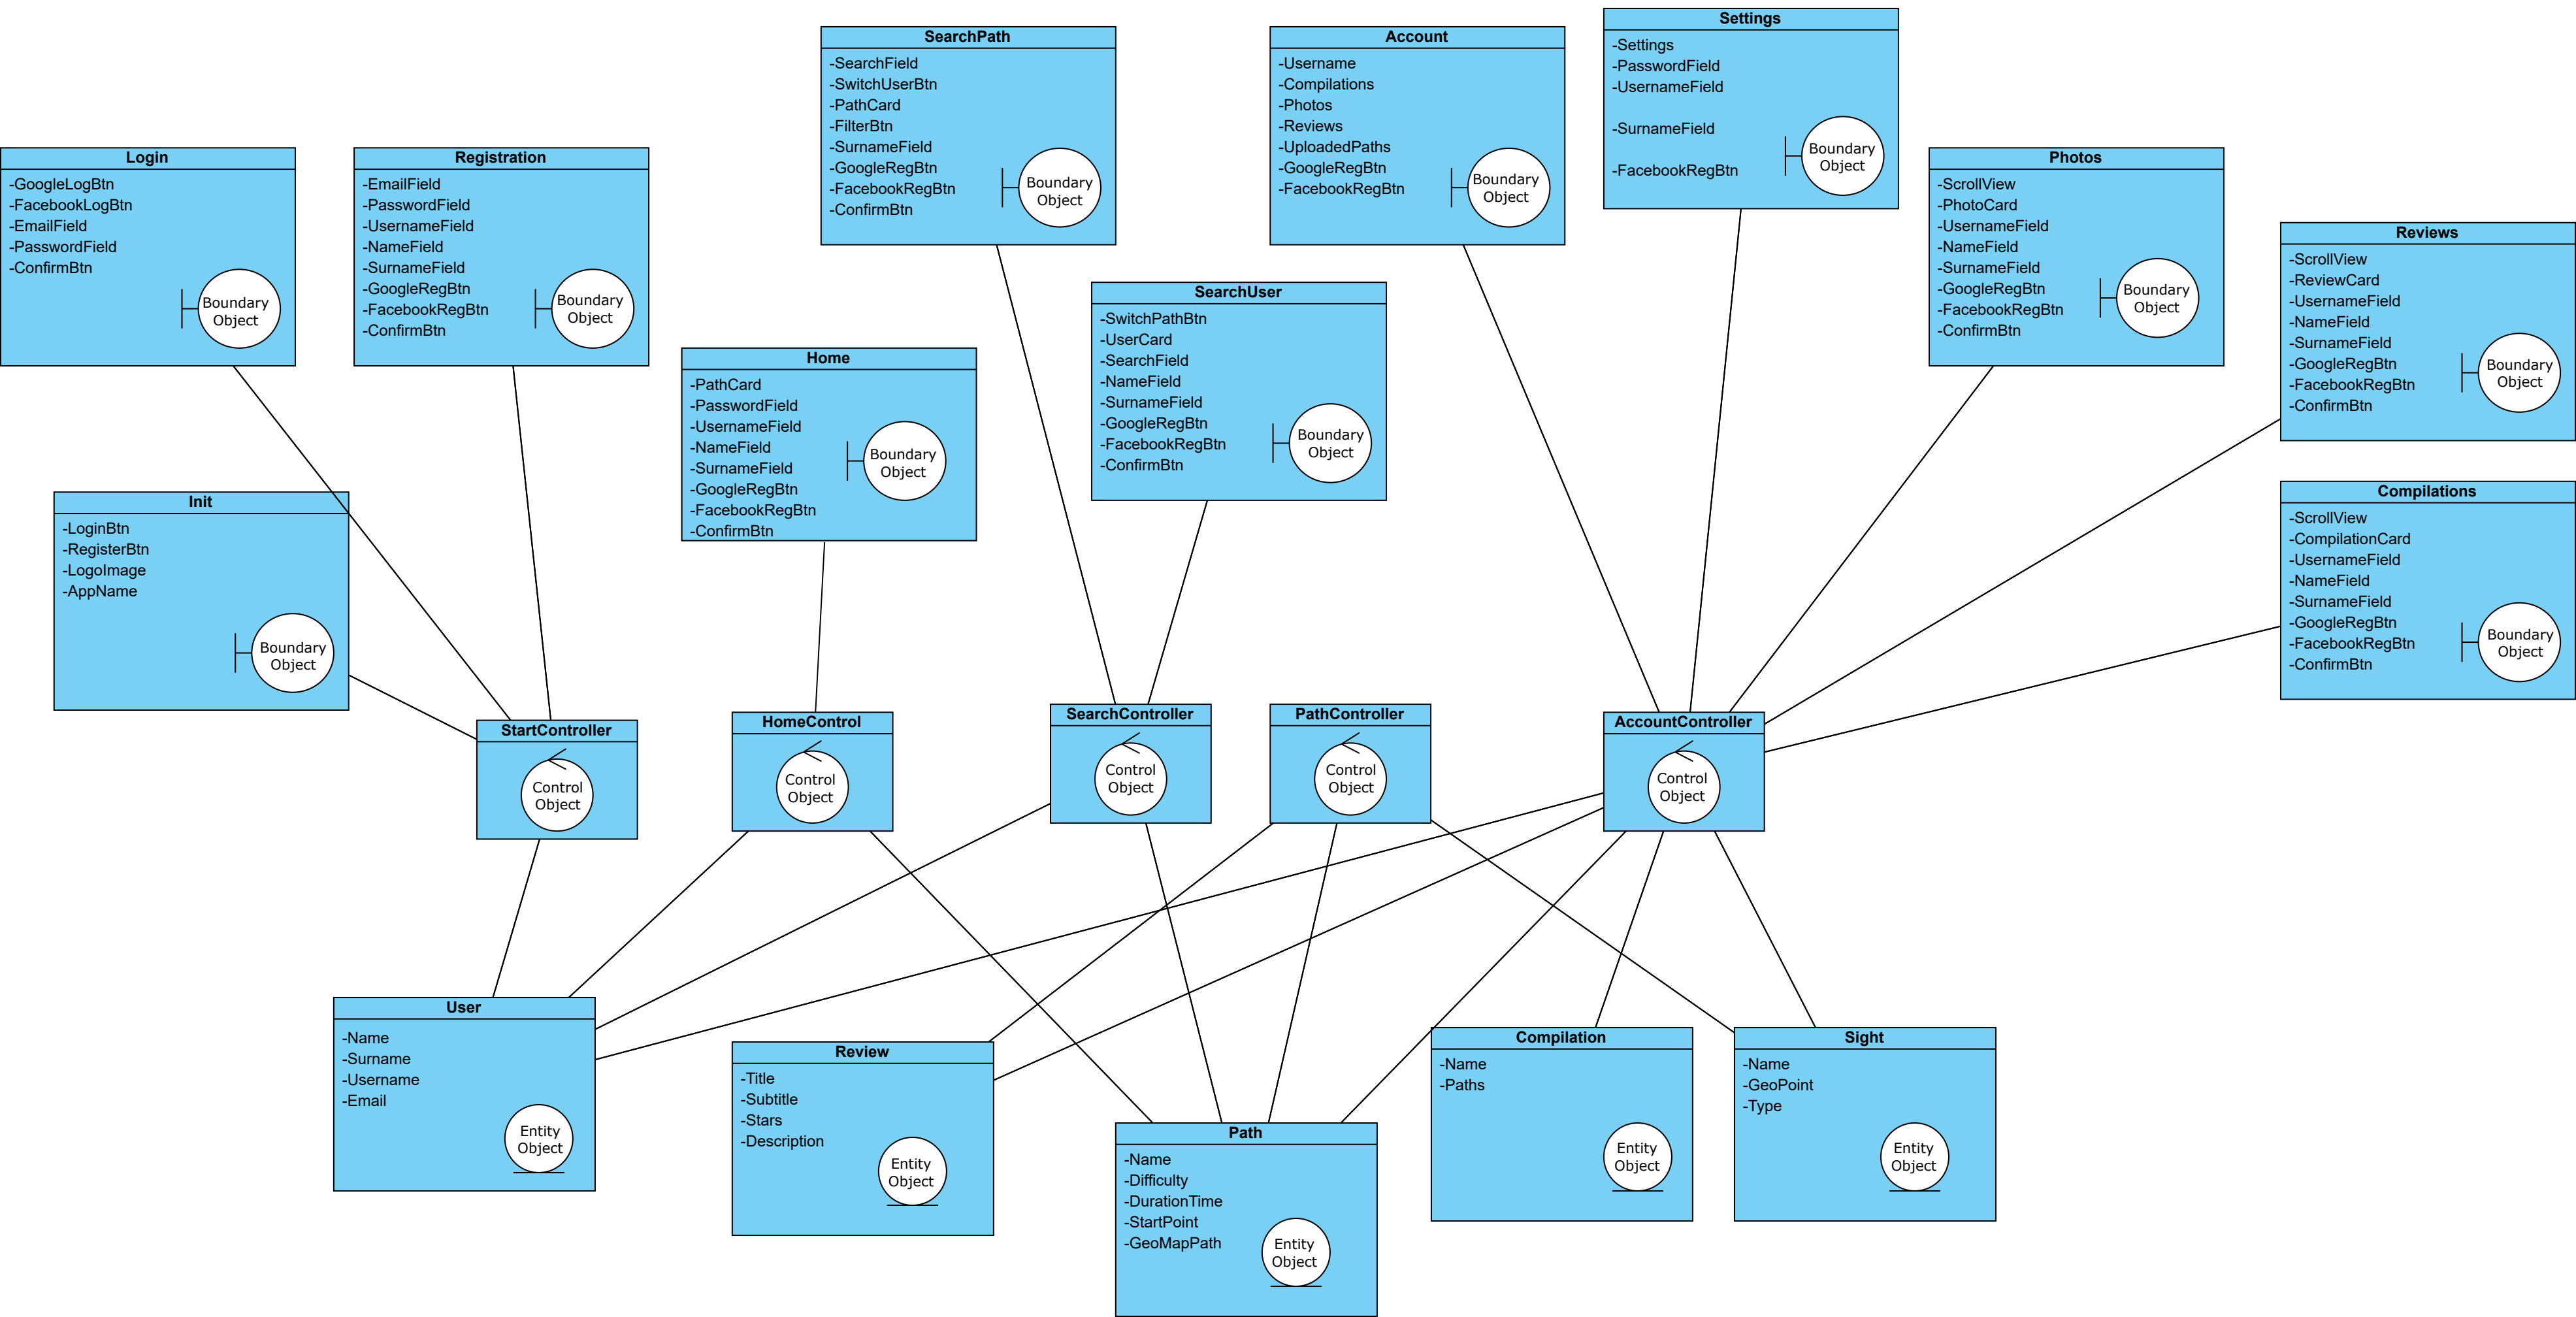 Settings
-Settings
-PasswordField
-UsernameField
-SurnameField
-FacebookRegBtn
Boundary
Object
SearchPath
-SearchField
-SwitchUserBtn
-PathCard
-FilterBtn
-SurnameField
-GoogleRegBtn
-FacebookRegBtn
-ConfirmBtn
Boundary
Object
Account
-Username
-Compilations
-Photos
-Reviews
-UploadedPaths
-GoogleRegBtn
-FacebookRegBtn
Boundary
Object
Login
-GoogleLogBtn
-FacebookLogBtn
-EmailField
-PasswordField
-ConfirmBtn
Boundary
Object
Registration
-EmailField
-PasswordField
-UsernameField
-NameField
-SurnameField
-GoogleRegBtn
-FacebookRegBtn
-ConfirmBtn
Boundary
Object
Photos
-ScrollView
-PhotoCard
-UsernameField
-NameField
-SurnameField
-GoogleRegBtn
-FacebookRegBtn
-ConfirmBtn
Boundary
Object
Reviews
-ScrollView
-ReviewCard
-UsernameField
-NameField
-SurnameField
-GoogleRegBtn
-FacebookRegBtn
-ConfirmBtn
Boundary
Object
SearchUser
-SwitchPathBtn
-UserCard
-SearchField
-NameField
-SurnameField
-GoogleRegBtn
-FacebookRegBtn
-ConfirmBtn
Boundary
Object
Home
-PathCard
-PasswordField
-UsernameField
-NameField
-SurnameField
-GoogleRegBtn
-FacebookRegBtn
-ConfirmBtn
Boundary
Object
Compilations
-ScrollView
-CompilationCard
-UsernameField
-NameField
-SurnameField
-GoogleRegBtn
-FacebookRegBtn
-ConfirmBtn
Boundary
Object
Init
-LoginBtn
-RegisterBtn
-LogoImage
-AppName
Boundary
Object
StartController
Control
Object
HomeControl
Control
Object
SearchController
Control
Object
PathController
Control
Object
AccountController
Control
Object
User
-Name
-Surname
-Username
-Email
Entity
Object
Review
-Title
-Subtitle
-Stars
-Description
Entity
Object
Path
-Name
-Difficulty
-DurationTime
-StartPoint
-GeoMapPath
Entity
Object
Compilation
-Name
-Paths
Entity
Object
Sight
-Name
-GeoPoint
-Type
Entity
Object